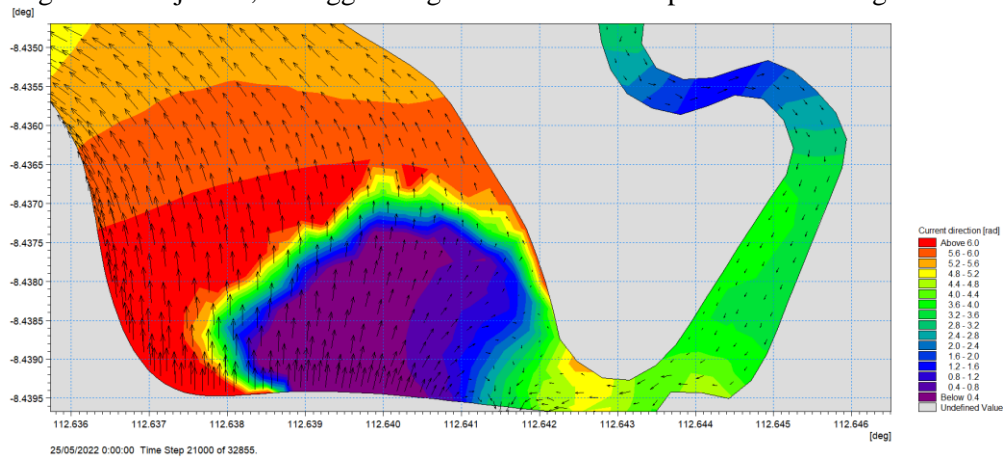 [deg]
-8.4350
-8.4355
-8.4360
-8.4365
-8.4370
-8.4375
-8.4380
-8.4385
-8.4390
-8.4395
112.636 112.637 112.638 112.639 112.640 112.641 112.642 112.643 112.644 112.645 112.646
[deg]
25/05/2022 0:00:00 Time Step 21000 of 32855.
Current direction [rad]
Above 6.0
5.6 - 6.0
5.2 - 5.6
4.8 - 5.2
4.4 - 4.8
4.0 - 4.4
3.6 - 4.0
3.2 - 3.6
2.8 - 3.2
2.4 - 2.8
2.0 - 2.4
1.6 - 2.0
1.2 - 1.6
0.8 - 1.2
0.4 - 0.8
Below 0.4
Undefined Value